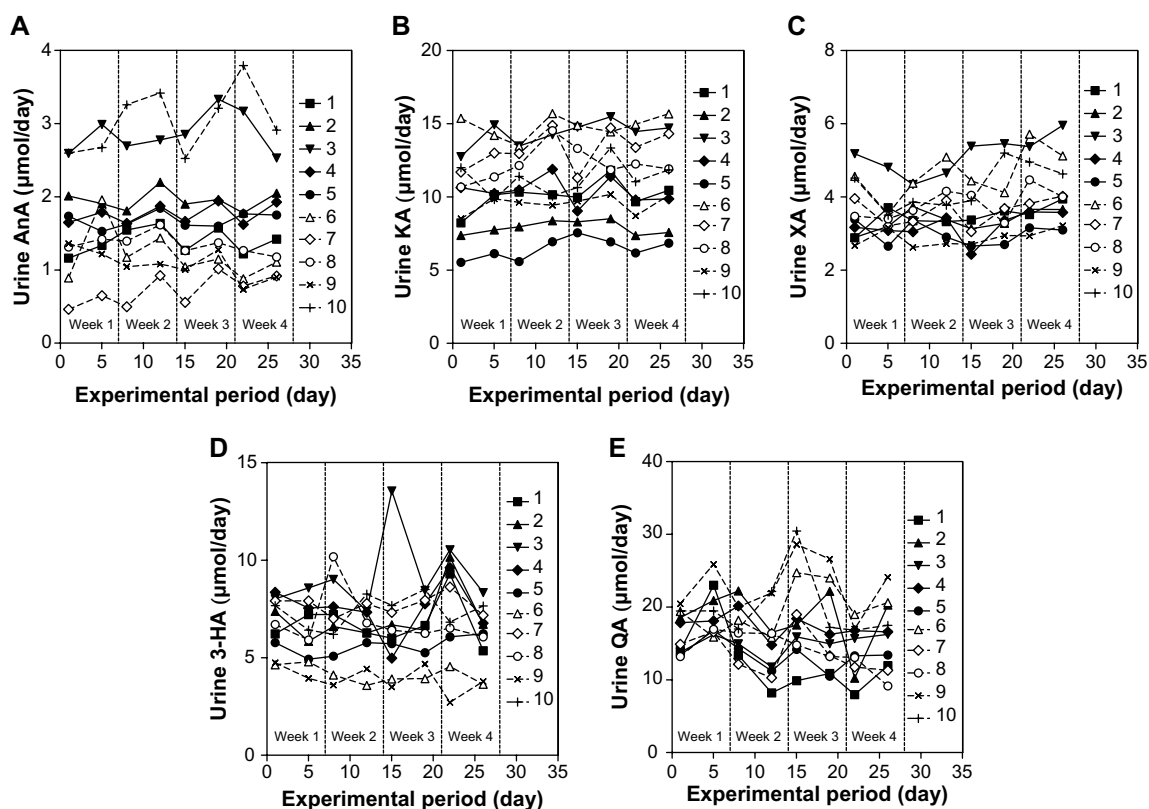 A
Urine AnA (µmol/day)
4
3
2
1
0
Week 1 Week 2 Week 3 Week 4
0 5 10 15 20 25 30 35
Experimental period (day)
1
2
3
4
5
6
7
8
9
10
B
Urine KA (µmol/day)
20
15
10
5
0
Week 1 Week 2 Week 3 Week 4
0 5 10 15 20 25 30 35
Experimental period (day)
1
2
3
4
5
6
7
8
9
10
C
Urine XA (µmol/day)
8
6
4
2
0
Week 1 Week 2 Week 3 Week 4
0 5 10 15 20 25 30 35
Experimental period (day)
1
2
3
4
5
6
7
8
9
10
D
Urine 3-HA (µmol/day)
15
10
5
0
Week 1 Week 2 Week 3 Week 4
0 5 10 15 20 25 30 35
Experimental period (day)
1
2
3
4
5
6
7
8
9
10
E
Urine QA (µmol/day)
40
30
20
10
0
Week 1 Week 2 Week 3 Week 4
0 5 10 15 20 25 30 35
Experimental period (day)
1
2
3
4
5
6
7
8
9
10